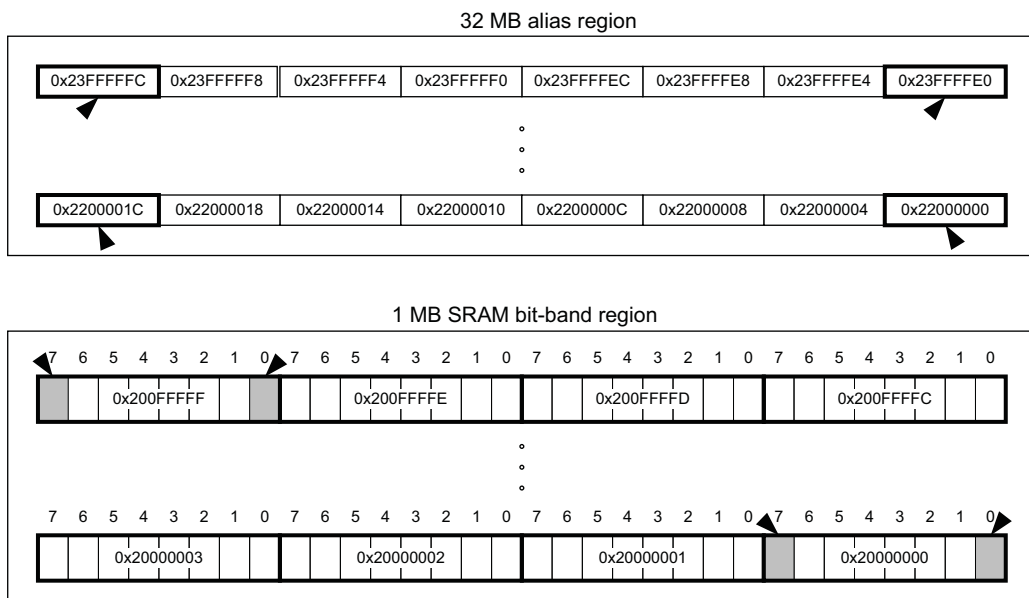 32 MB alias region
0x23FFFFFC 0x23FFFFF8 0x23FFFFF4 0x23FFFFF0 0x23FFFFEC 0x23FFFFE8 0x23FFFFE4 0x23FFFFE0
0x2200001C 0x22000018 0x22000014 0x22000010 0x2200000C 0x22000008 0x22000004 0x22000000
1 MB SRAM bit-band region
7 6 5 4 3 2 1 0 7 6 5 4 3 2 1 0 7 6 5 4 3 2 1 0 7 6 5 4 3 2 1 0
0x200FFFFF 0x200FFFFE 0x200FFFFD 0x200FFFFC
7 6 5 4 3 2 1 0 7 6 5 4 3 2 1 0 7 6 5 4 3 2 1 0 7 6 5 4 3 2 1 0
0x20000003 0x20000002 0x20000001 0x20000000